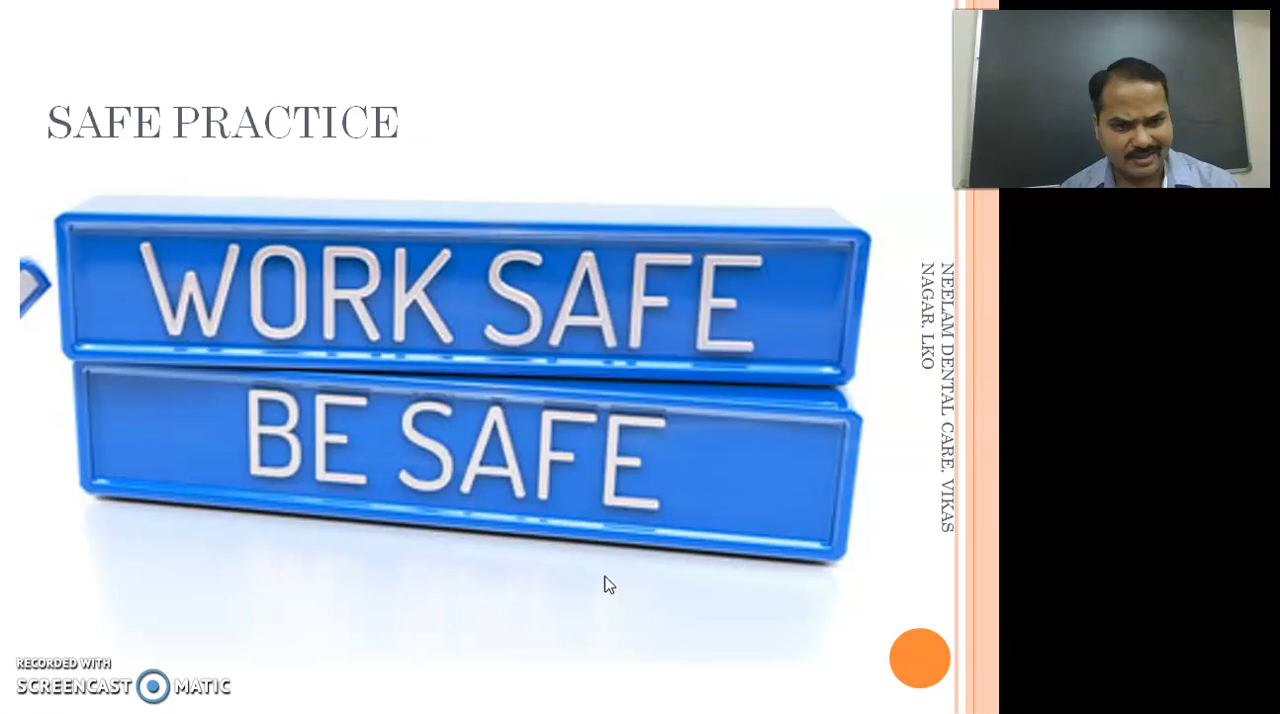 SAFE PRACTICE
WORK SAFE
BE SAFE
NEELAM DENTAL CARE, VIKAS
NAGAR, LKO
RECORDED WITH
SCREENCAST MATIC